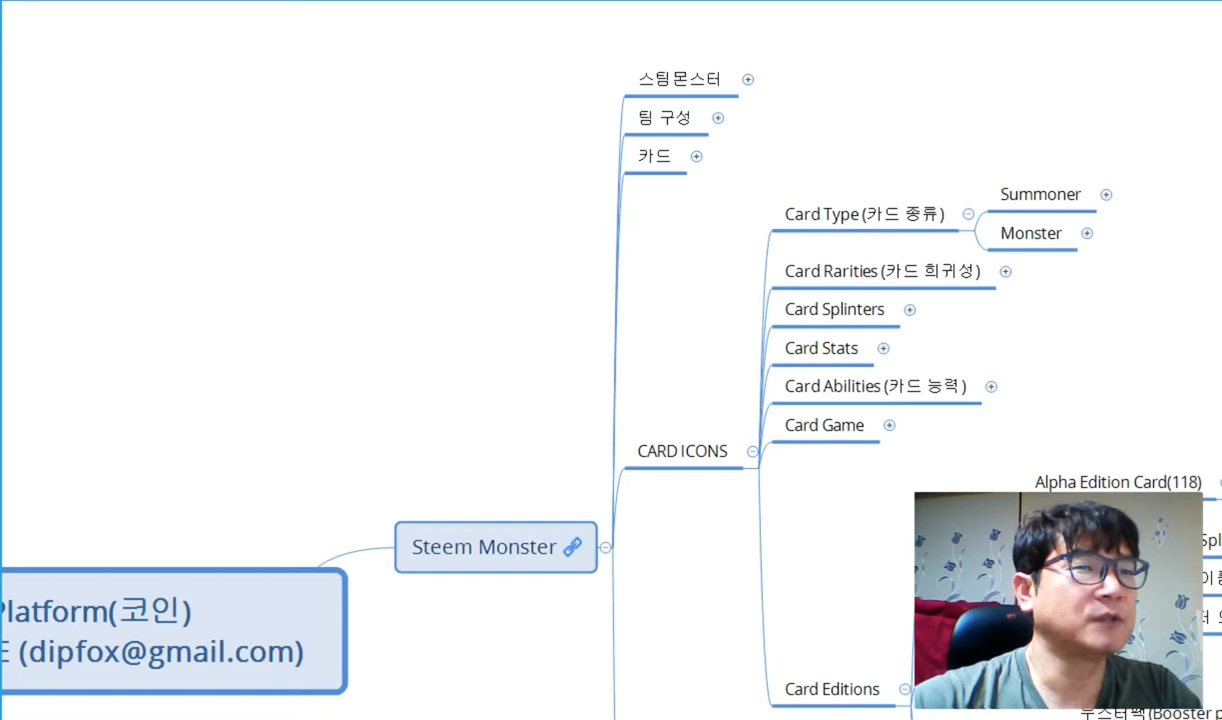 스팀몬스터
팀 구성
카드
Summoner
Card Type (카드 종류)
Monster
Card Rarities (카드 희귀성)
Card Splinters
Card Stats
Card Abilities (카드 능력)
Card Game
CARD ICONS
Alpha Edition Card(118)
Steem Monster
Platform(코인)
(dipfox@gmail.com)
Card Editions
(Booster